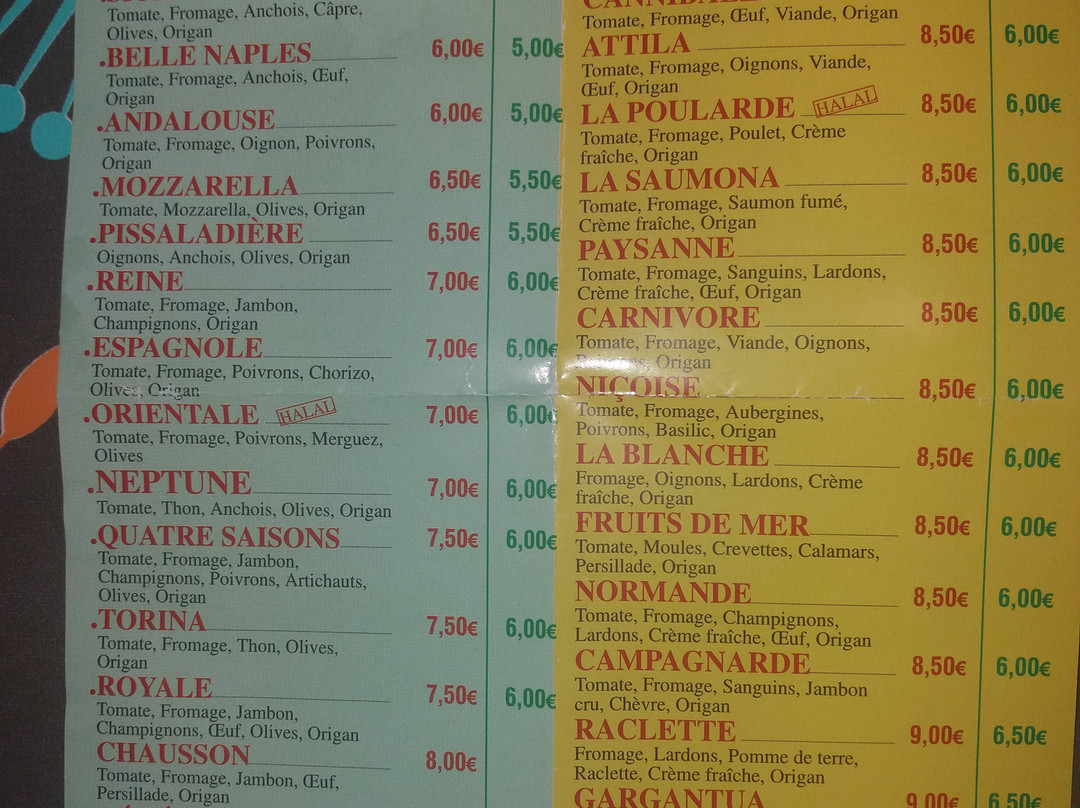 Tomate, Fromage, Anchois, Câpre,
Olives, Origan
.BELLE NAPLES 6,00€ 5,00€
Tomate, Fromage, Anchois, Œuf,
Origan
.ANDALOUSE 6,00€ 5,00€
Tomate, Fromage, Oignon, Poivrons,
Origan
.MOZZARELLA 6,50€ 5,50€
Tomate, Mozzarella, Olives, Origan
.PISSALADIÈRE 6,50€ 5,50€
Oignons, Anchois, Olives, Origan
.REINE 7,00€ 6,00€
Tomate, Fromage, Jambon,
Champignons, Origan
.ESPAGNOLE 7,00€ 6,00€
Tomate, Fromage, Poivrons, Chorizo,
Olives, Origan
.ORIENTALE HALAL 7,00€ 6,00€
Tomate, Fromage, Poivrons, Merguez,
Olives
.NEPTUNE 7,00€ 6,00€
Tomate, Thon, Anchois, Olives, Origan
.QUATRE SAISONS 7,50€ 6,00€
Tomate, Fromage, Jambon,
Champignons, Poivrons, Artichauts,
Olives, Origan
.TORINA 7,50€ 6,00€
Tomate, Fromage, Thon, Olives,
Origan
.ROYALE 7,50€ 6,00€
Tomate, Fromage, Jambon,
Champignons, Œuf, Olives, Origan
CHAUSSON 8,00€
Tomate, Fromage, Jambon, Œuf,
Persillade, Origan
CANNIBALE
Tomate, Fromage, Œuf, Viande, Origan
ATTILA 8,50€ 6,00€
Tomate, Fromage, Oignons, Viande,
Œuf, Origan
LA POULARDE HALAL 8,50€ 6,00€
Tomate, Fromage, Poulet, Crème
fraîche, Origan
LA SAUMONA 8,50€ 6,00€
Tomate, Fromage, Saumon fumé,
Crème fraîche, Origan
PAYSANNE 8,50€ 6,00€
Tomate, Fromage, Sanguins, Lardons,
Crème fraîche, Œuf, Origan
CARNIVORE 8,50€ 6,00€
Tomate, Fromage, Viande, Oignons,
Origan
NIÇOISE 8,50€ 6,00€
Tomate, Fromage, Aubergines,
Poivrons, Basilic, Origan
LA BLANCHE 8,50€ 6,00€
Fromage, Oignons, Lardons, Crème
fraîche, Origan
FRUITS DE MER 8,50€ 6,00€
Tomate, Moules, Crevettes, Calamars,
Persillade, Origan
NORMANDE 8,50€ 6,00€
Tomate, Fromage, Champignons,
Lardons, Crème fraîche, Œuf, Origan
CAMPAGNARDE 8,50€ 6,00€
Tomate, Fromage, Sanguins, Jambon
cru, Chèvre, Origan
RACLETTE 9,00€ 6,50€
Fromage, Lardons, Pomme de terre,
Raclette, Crème fraîche, Origan
GARGANTUA 9,00€ 6,50€